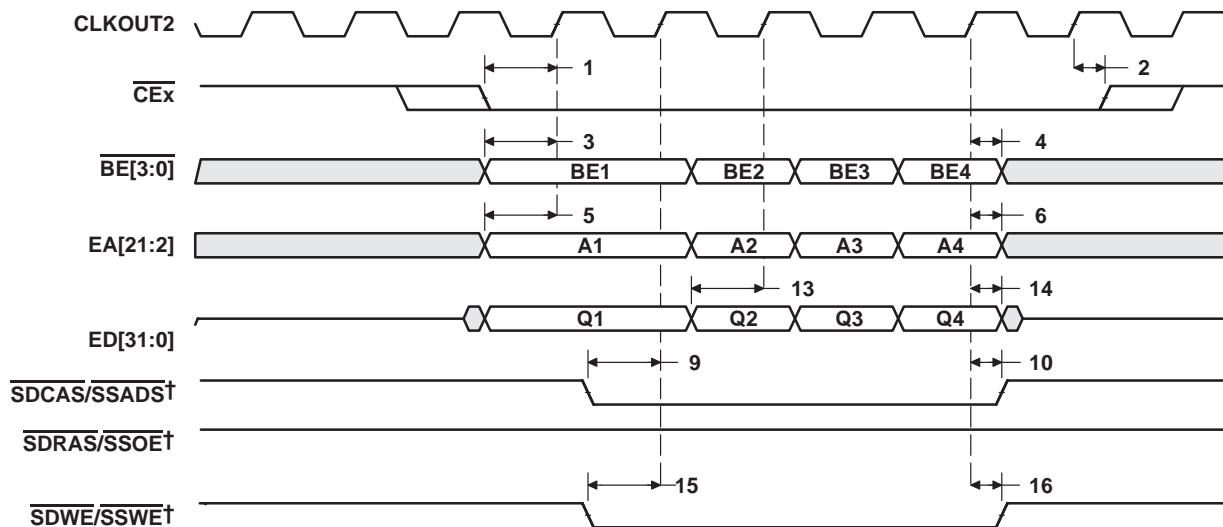 CLKOUT2
1 2
CEx
3 4
BE[3:0] BE1 BE2 BE3 BE4
5 6
EA[21:2] A1 A2 A3 A4
13 14
ED[31:0] Q1 Q2 Q3 Q4
9 10
SDCAS/SSADS†
SDRAS/SSOE†
15 16
SDWE/SSWE†